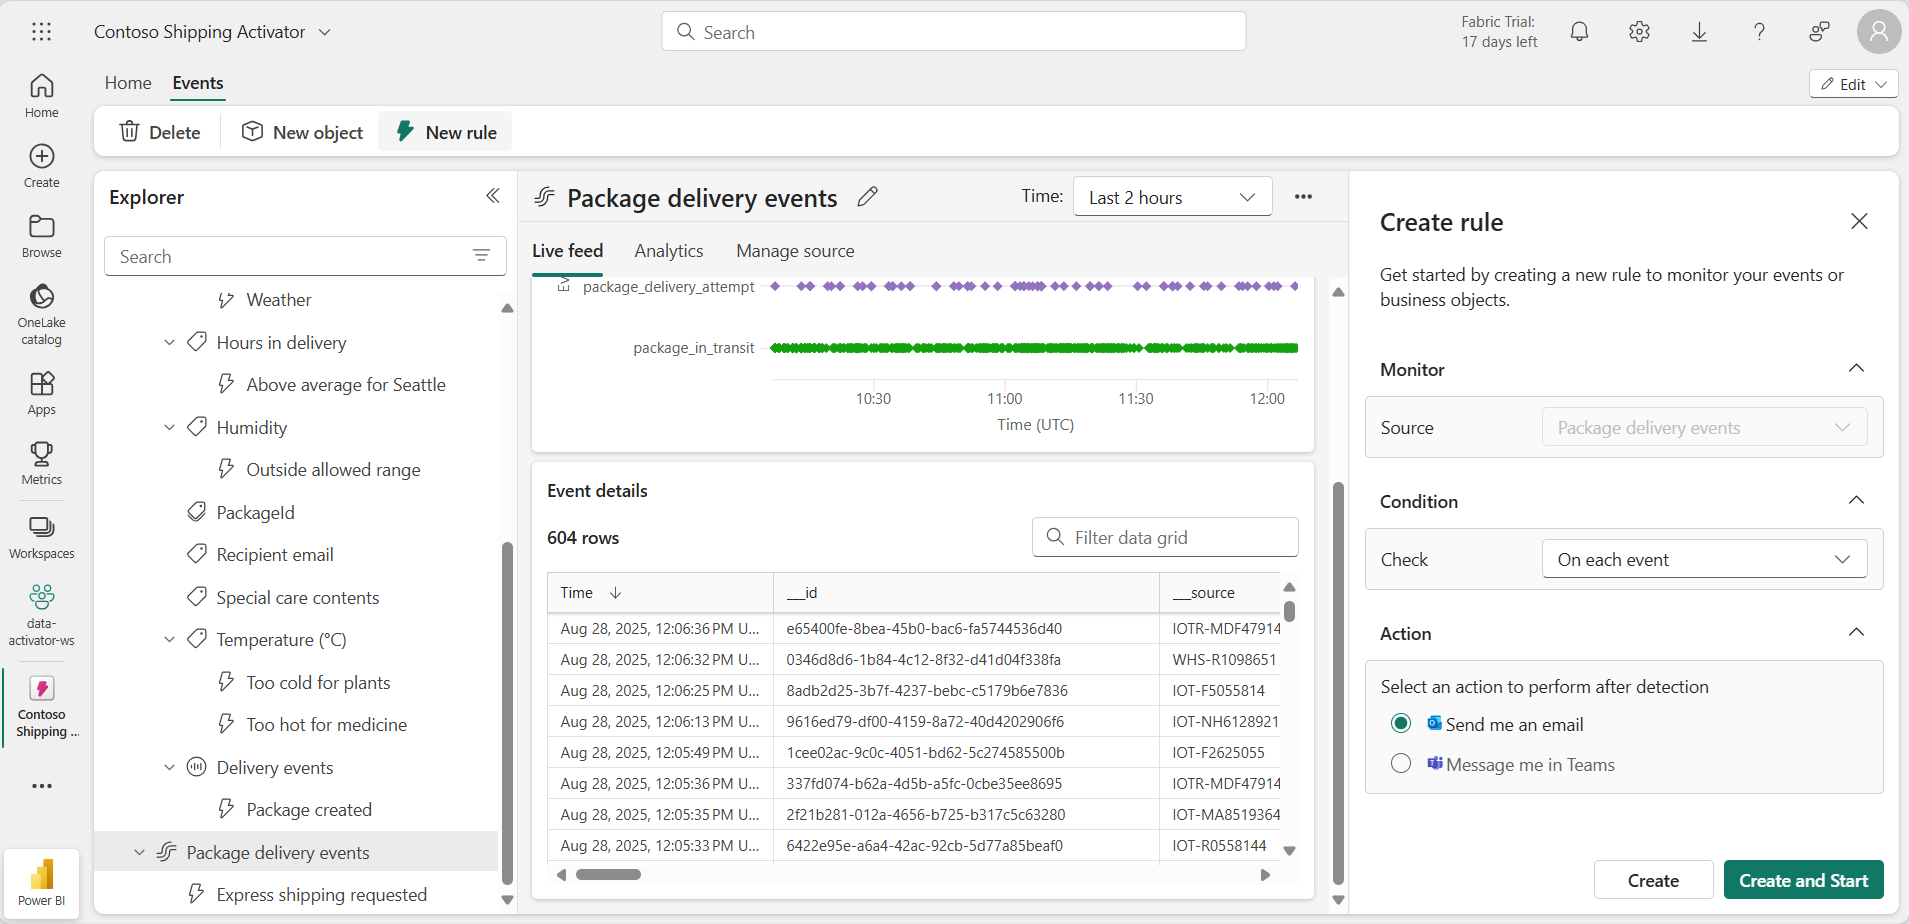 Contoso Shipping Activator
Search
Fabric Trial:
17 days left
Home
Events
Edit
Delete
New object
New rule
Home
Create
Browse
OneLake
catalog
Apps
Metrics
Workspaces
data-
activator-ws
Contoso
Shipping ...
Power BI
Explorer
Search
Weather
Hours in delivery
Above average for Seattle
Humidity
Outside allowed range
PackageId
Recipient email
Special care contents
Temperature (°C)
Too cold for plants
Too hot for medicine
Delivery events
Package created
Package delivery events
Express shipping requested
Package delivery events
Time:
Last 2 hours
Live feed
Analytics
Manage source
package_delivery_attempt
package_in_transit
10:30
11:00
11:30
12:00
Time (UTC)
Event details
604 rows
Filter data grid
Time
___id
___source
Aug 28, 2025, 12:06:36 PM U... e65400fe-8bea-45b0-bac6-fa5744536d40 IOTR-MDF47914
Aug 28, 2025, 12:06:32 PM U... 0346d8d6-1b84-4c12-8f32-d41d04f338fa WHS-R1098651
Aug 28, 2025, 12:06:25 PM U... 8adb2d25-3b7f-4237-bebc-c5179b6e7836 IOT-F5055814
Aug 28, 2025, 12:06:13 PM U... 9616ed79-df00-4159-8a72-40d4202906f6 IOT-NH6128921
Aug 28, 2025, 12:05:49 PM U... 1cee02ac-9c0c-4051-bd62-5c274585500b IOT-F2625055
Aug 28, 2025, 12:05:36 PM U... 337fd074-b62a-4d5b-a5fc-0cbe35ee8695 IOTR-MDF47914
Aug 28, 2025, 12:05:35 PM U... 2f21b281-012a-4656-b725-b317c5c63280 IOT-MA8519364
Aug 28, 2025, 12:05:33 PM U... 6422e95e-a6a4-42ac-92cb-5d77a85beaf0 IOT-R0558144
Create rule
Get started by creating a new rule to monitor your events or
business objects.
Monitor
Source
Package delivery events
Condition
Check
On each event
Action
Select an action to perform after detection
Send me an email
Message me in Teams
Create
Create and Start